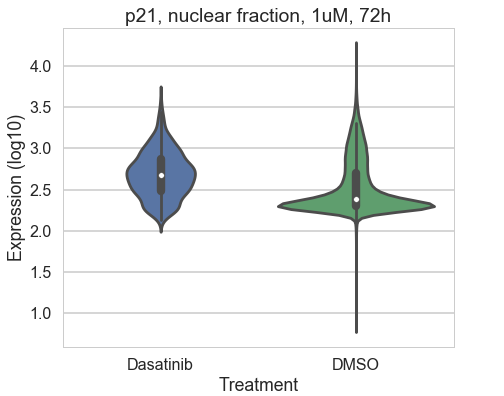 p21, nuclear fraction, 1uM, 72h
Expression (log10)
4.0
3.5
3.0
2.5
2.0
1.5
1.0
Dasatinib DMSO
Treatment